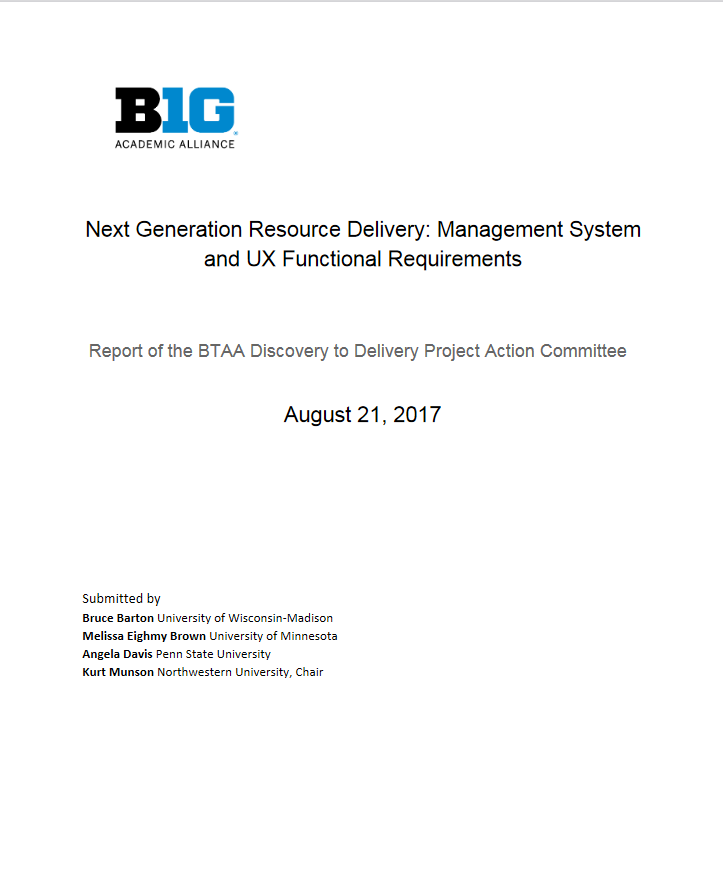 B1G
ACADEMIC ALLIANCE
Next Generation Resource Delivery: Management System
and UX Functional Requirements
Report of the BTAA Discovery to Delivery Project Action Committee
August 21, 2017
Submitted by
Bruce Barton University of Wisconsin-Madison
Melissa Eighmy Brown University of Minnesota
Angela Davis Penn State University
Kurt Munson Northwestern University, Chair